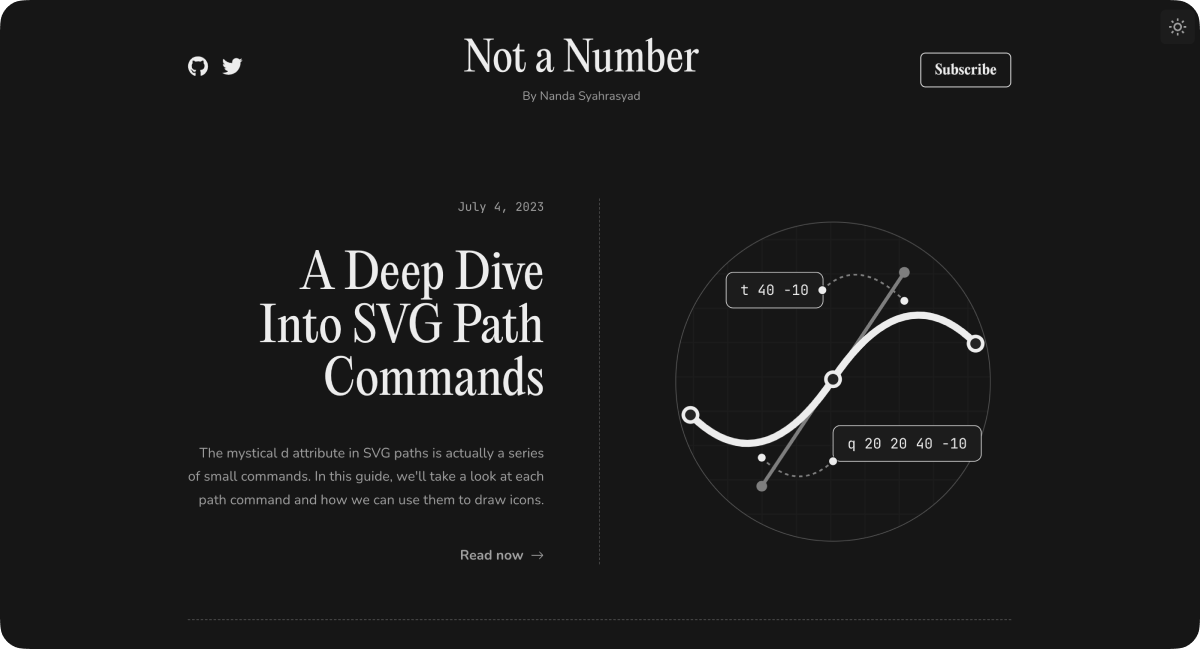 Not a Number
By Nanda Syahrasyad
Subscribe
July 4, 2023
A Deep Dive
Into SVG Path
Commands
The mystical d attribute in SVG paths is actually a series
of small commands. In this guide, we'll take a look at each
path command and how we can use them to draw icons.
Read now →
t 40 -10
q 20 20 40 -10